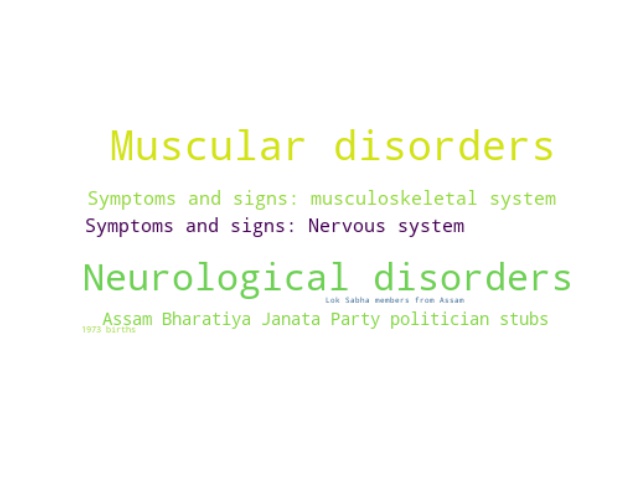 Muscular disorders
Symptoms and signs: musculoskeletal system
Symptoms and signs: Nervous system
Neurological disorders
Lok Sabha members from Assam
Assam Bharatiya Janata Party politician stubs
1973 births